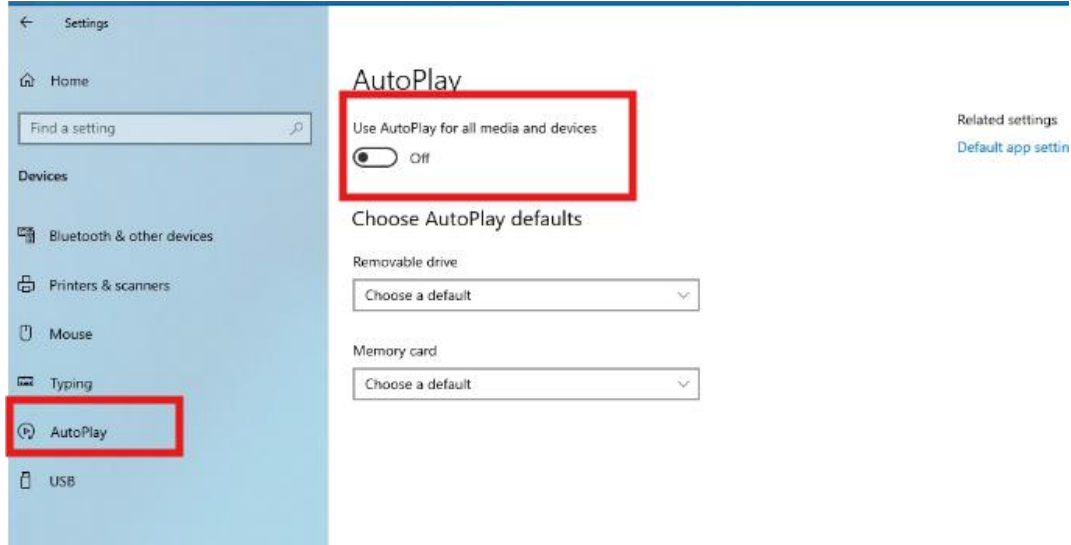 Settings
Home
Find a setting
Devices
Bluetooth & other devices
Printers & scanners
Mouse
Typing
AutoPlay
USB
AutoPlay
Use AutoPlay for all media and devices
Off
Choose AutoPlay defaults
Removable drive
Choose a default
Memory card
Choose a default
Related settings
Default app settin